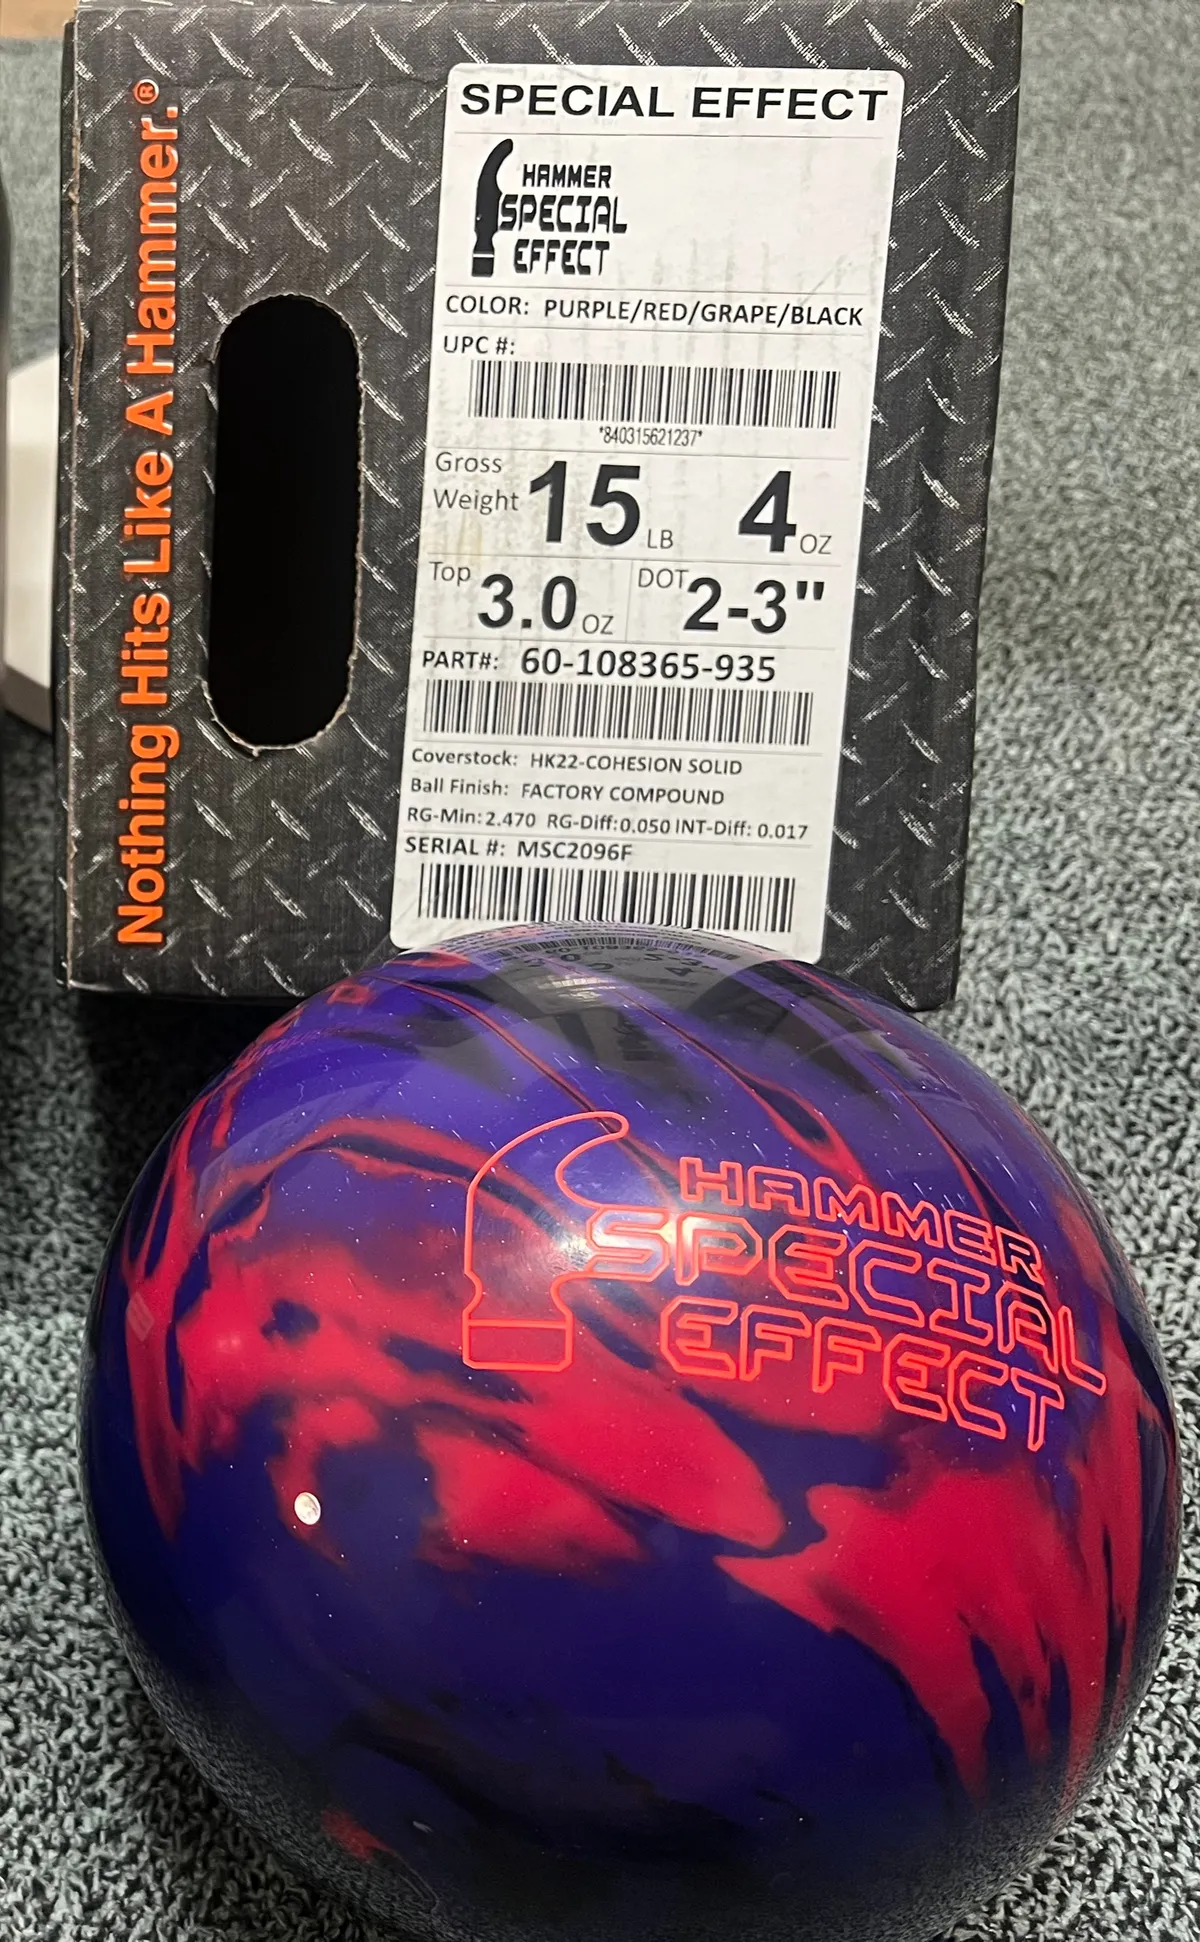 Nothing Hits Like A Hammer.®
SPECIAL EFFECT
HAMMER
SPECIAL
EFFECT
COLOR: PURPLE/RED/GRAPE/BLACK
UPC #:
*840315621237*
Gross Weight 15 LB 4 OZ
Top 3.0 OZ DOT 2-3"
PART#: 60-108365-935
Coverstock: HK22-COHESION SOLID
Ball Finish: FACTORY COMPOUND
RG-Min: 2.470 RG-Diff: 0.050 INT-Diff: 0.017
SERIAL #: MSC2096F
HAMMER
SPECIAL
EFFECT